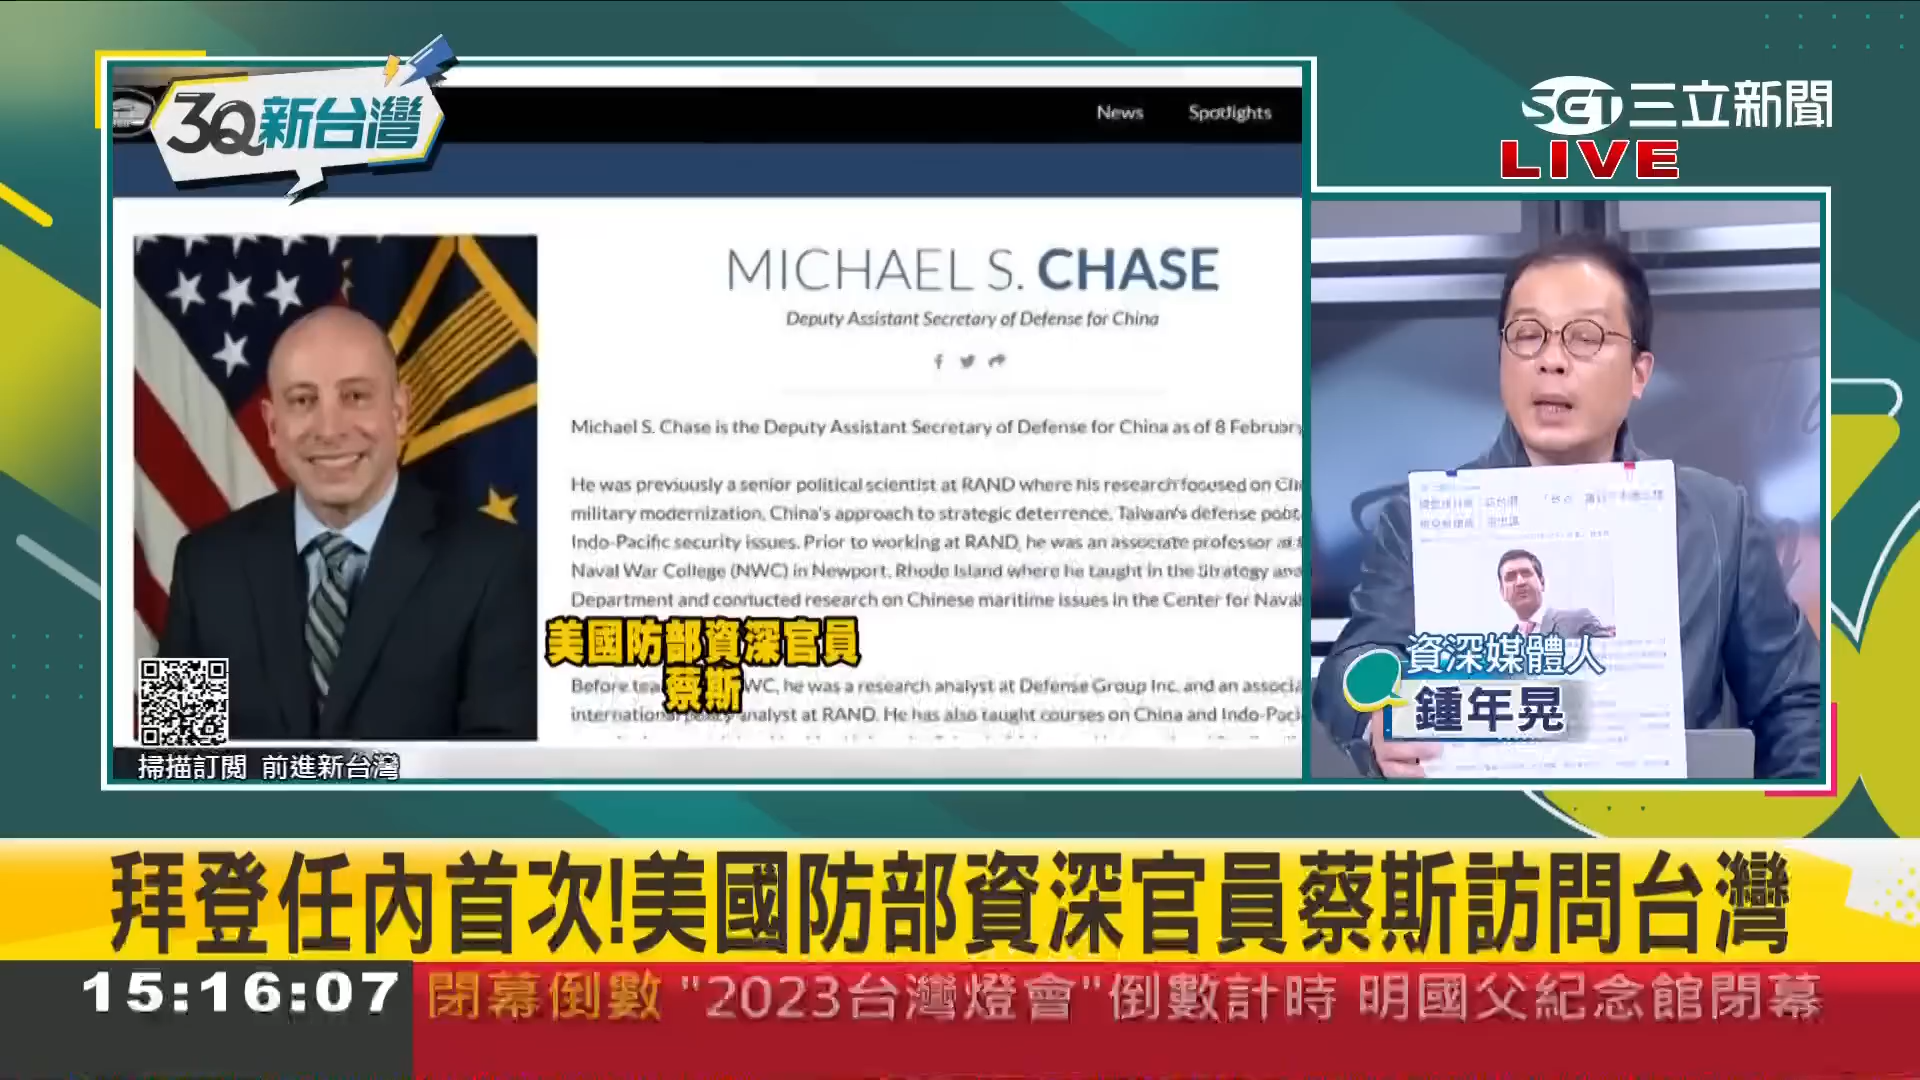 3Q新台灣
News
Spotlights
SET三立新聞
LIVE
MICHAEL S. CHASE
Deputy Assistant Secretary of Defense for China
Michael S. Chase is the Deputy Assistant Secretary of Defense for China as of 8 February
He was previously a senior political scientist at RAND where his research focused on
military modernization, China's approach to strategic deterrence, Taiwan's defense
Indo-Pacific security issues. Prior to working at RAND, he was an associate professor
Naval War College (NWC) in Newport, Rhode Island where he taught in the Strategy
Department and conducted research on Chinese maritime issues in the Center for Naval
美國防部資深官員
蔡斯
Before
WC, he was a research analyst at Defense Group Inc. and an
international
analyst at RAND. He has also taught courses on China and
掃描訂閱 前進新台灣
資深媒體人
鍾年晃
拜登任內首次!美國防部資深官員蔡斯訪問台灣
15:16:07
閉幕倒數 "2023台灣燈會"倒數計時 明國父紀念館閉幕